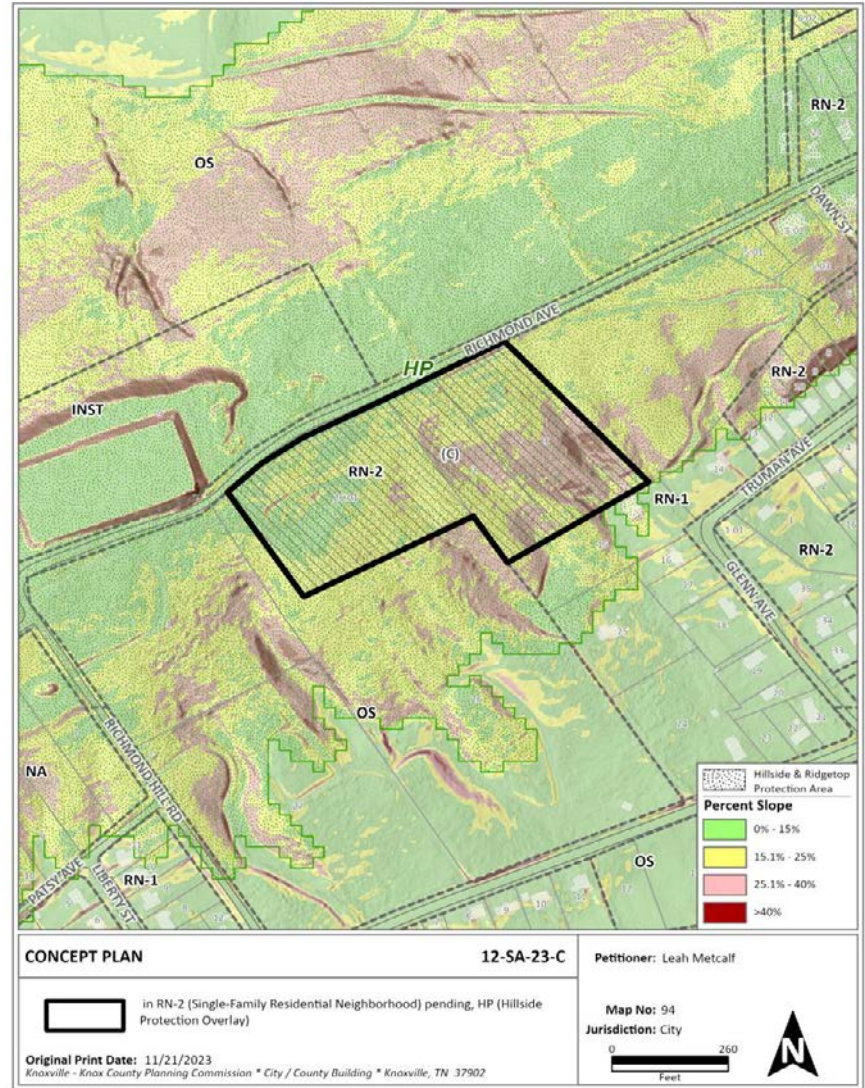 RN-2
OS
DAWN ST
RICHMOND AVE
HP
RN-2
INST
(C)
RN-2
RN-1
TRUMAN AVE
RN-2
GLENN AVE
OS
RICHMOND HILL RD
NA
PATSY AVE
LIBERTY ST
RN-1
OS
Hillside & Ridgetop
Protection Area
Percent Slope
0% - 15%
15.1% - 25%
25.1% - 40%
>40%
CONCEPT PLAN
12-SA-23-C
in RN-2 (Single-Family Residential Neighborhood) pending, HP (Hillside
Protection Overlay)
Original Print Date: 11/21/2023
Knoxville - Knox County Planning Commission * City / County Building * Knoxville, TN 37902
Petitioner: Leah Metcalf
Map No: 94
Jurisdiction: City
0 260
Feet
N